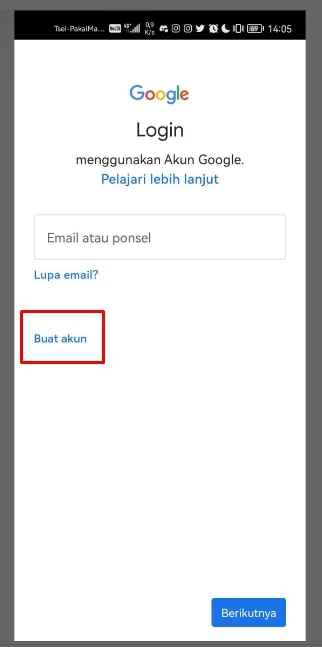 Tsel-PakaiMa... 0,9 K/s 69 14:05
Google
Login
menggunakan Akun Google.
Pelajari lebih lanjut
Email atau ponsel
Lupa email?
Buat akun
Berikutnya